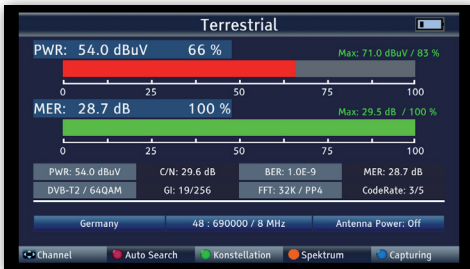 Terrestrial
PWR: 54.0 dBuV 66 % Max: 71.0 dBuV / 83 %
0 25 50 75 100
MER: 28.7 dB 100 % Max: 29.5 dB / 100 %
0 25 50 75 100
PWR: 54.0 dBuV C/N: 29.6 dB BER: 1.0E-9 MER: 28.7 dB
DVB-T2 / 64QAM GI: 19/256 FFT: 32K / PP4 CodeRate: 3/5
Germany 48 : 690000 / 8 MHz Antenna Power: Off
Channel Auto Search Konstellation Spektrum Capturing